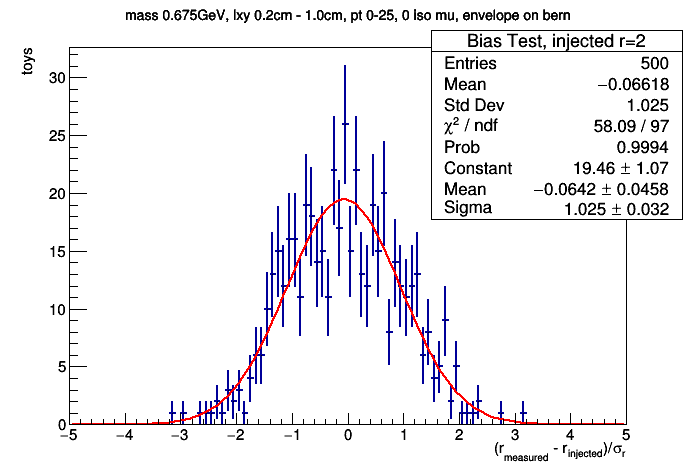 mass 0.675GeV, lxy 0.2cm - 1.0cm, pt 0-25, 0 Iso mu, envelope on bern
toys
Bias Test, injected r=2
Entries 500
Mean −0.06618
Std Dev 1.025
χ² / ndf 58.09 / 97
Prob 0.9994
Constant 19.46 ± 1.07
Mean −0.0642 ± 0.0458
Sigma 1.025 ± 0.032
30
25
20
15
10
5
0
−5 −4 −3 −2 −1 0 1 2 3 4 5
(r_measured - r_injected)/σ_r